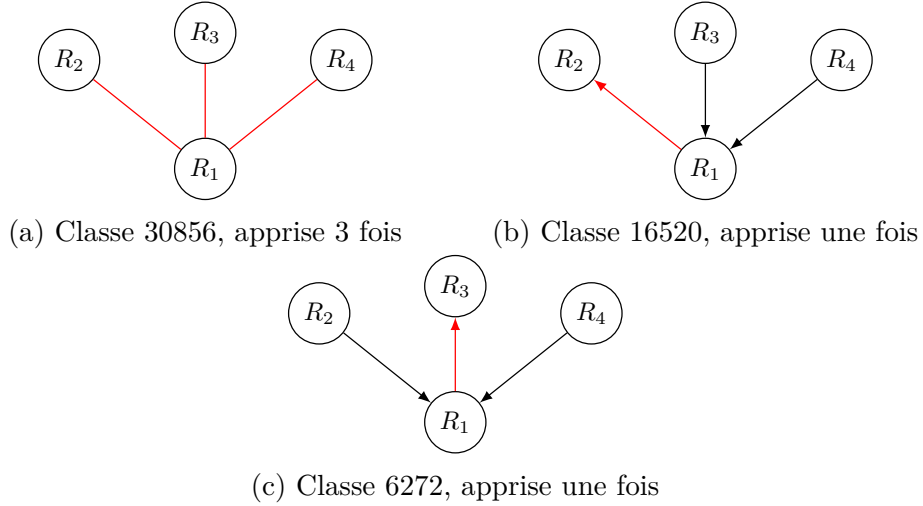 R3 R3
R2 R4 R2 R4
R1 R1
(a) Classe 30856, apprise 3 fois (b) Classe 16520, apprise une fois
R3
R2 R4
R1
(c) Classe 6272, apprise une fois